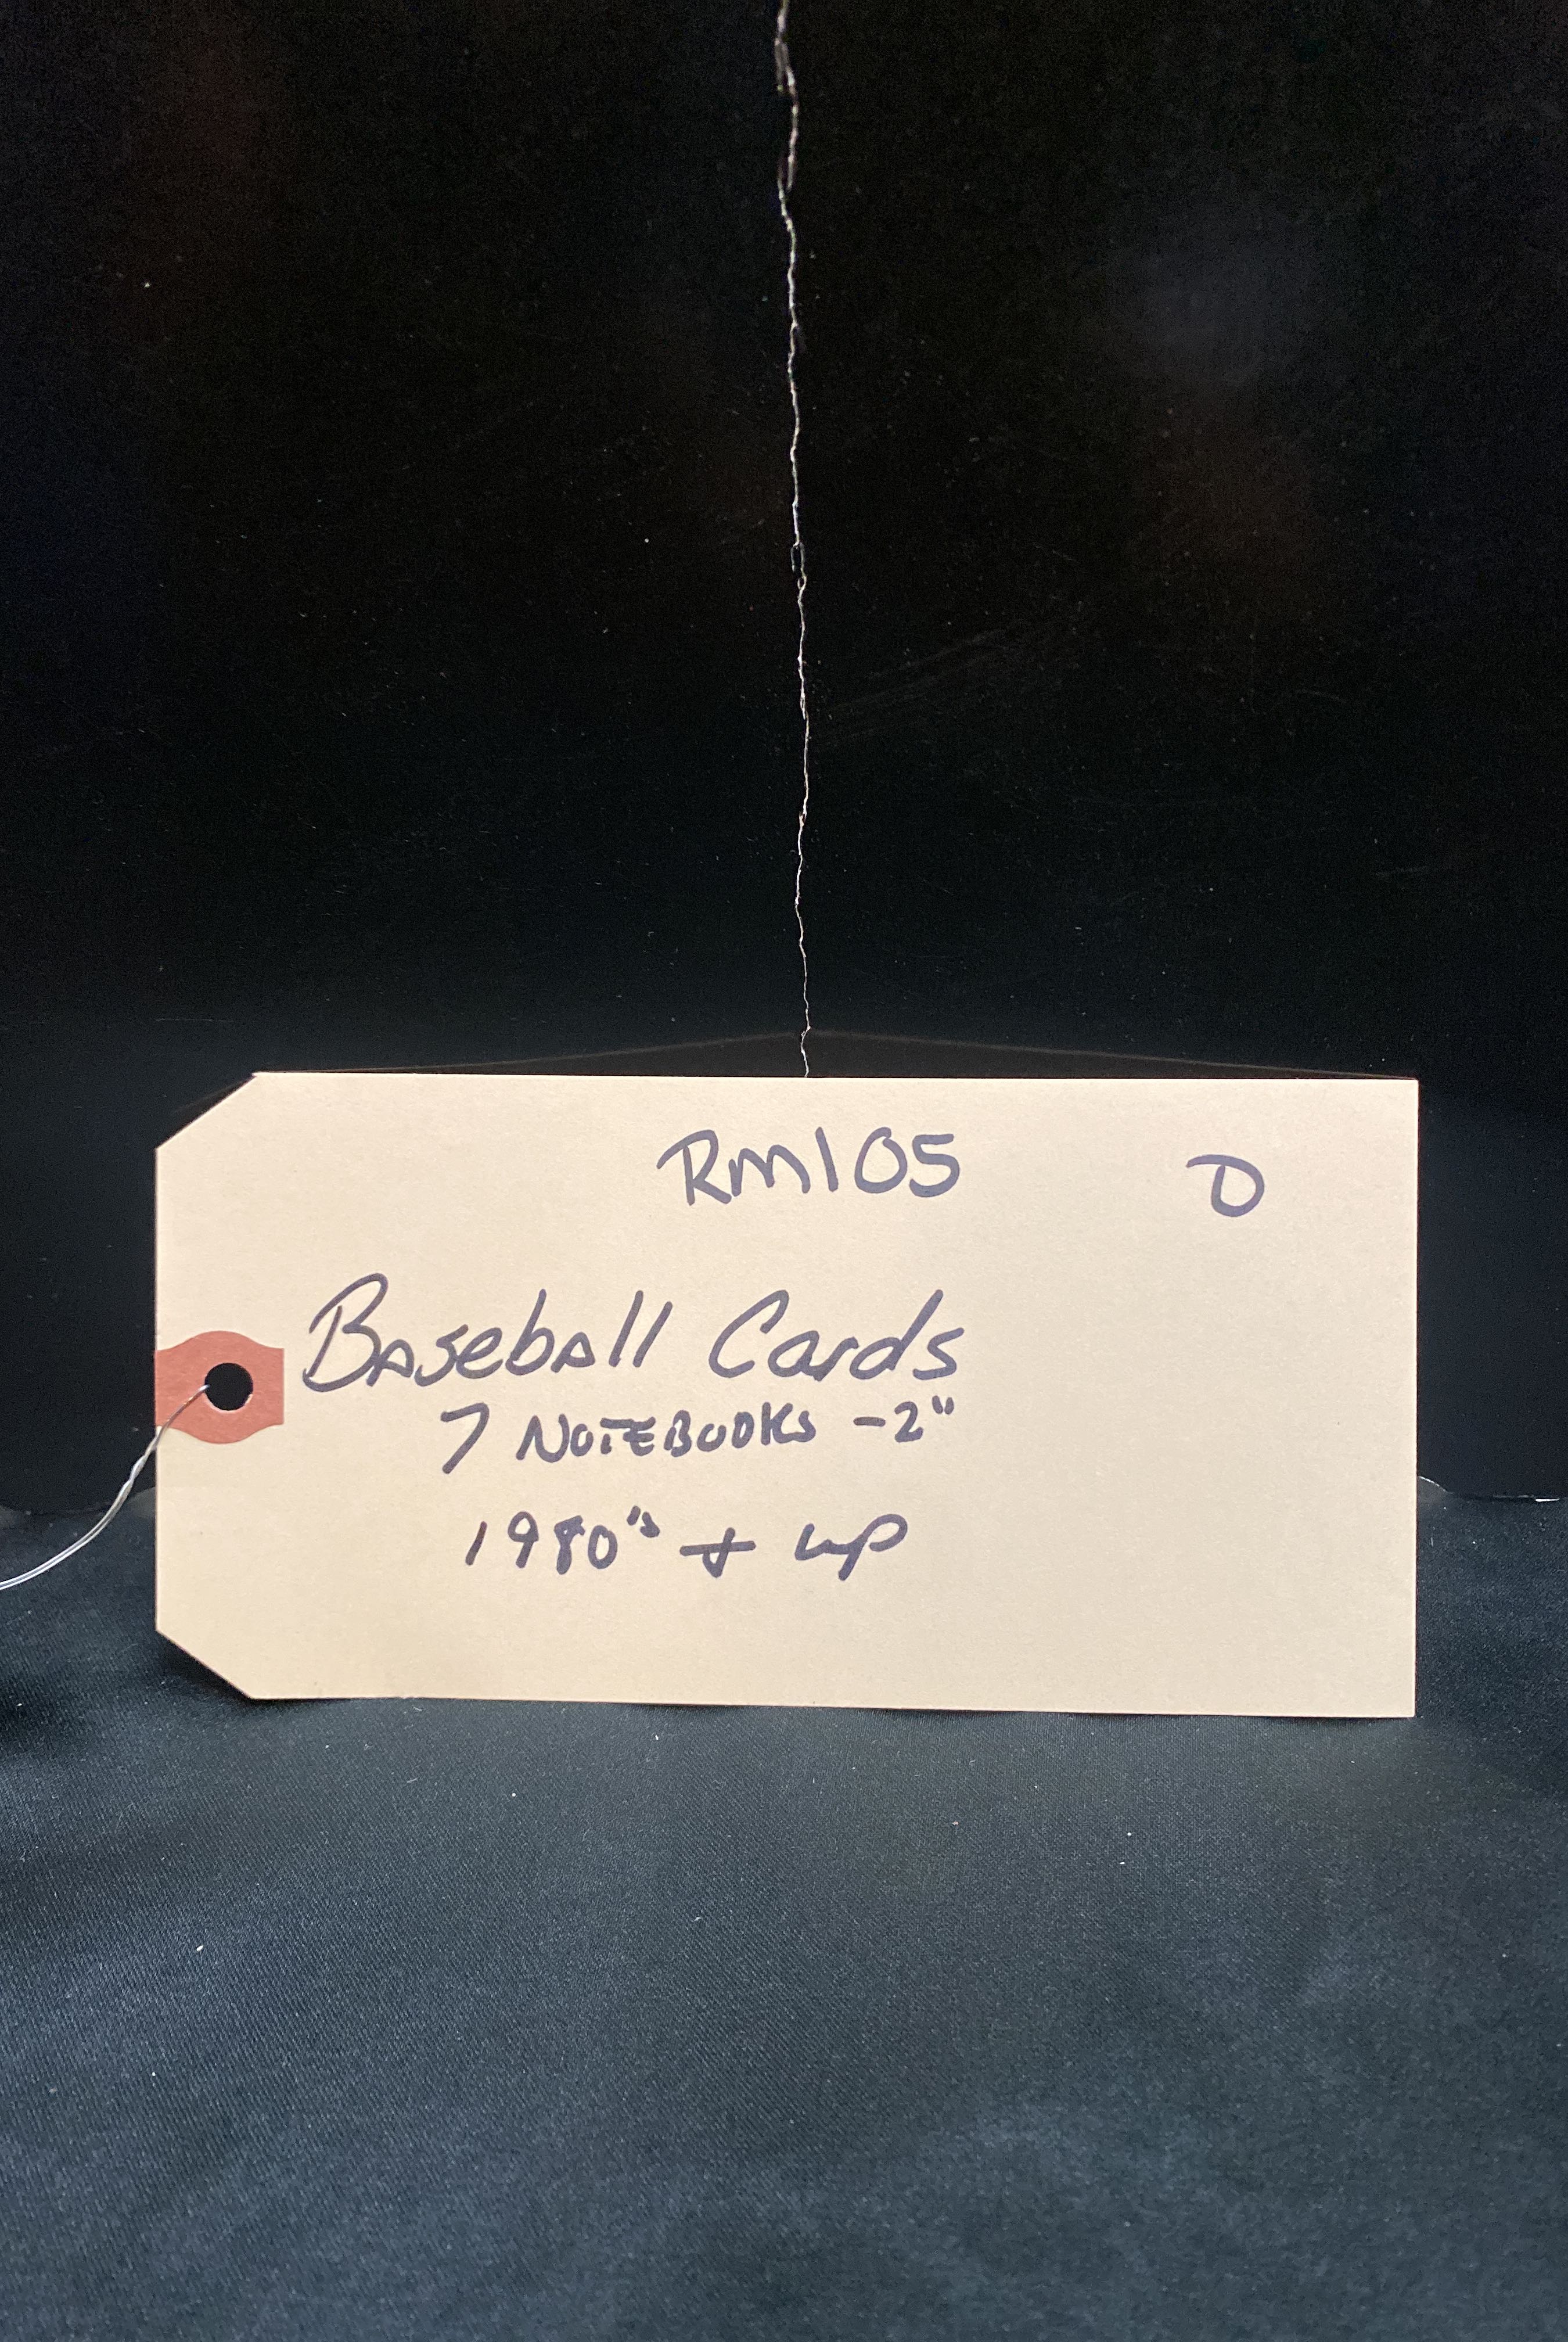 Rm105 D
Baseball Cards
7 NOTEBOOKS - 2"
1980's + up